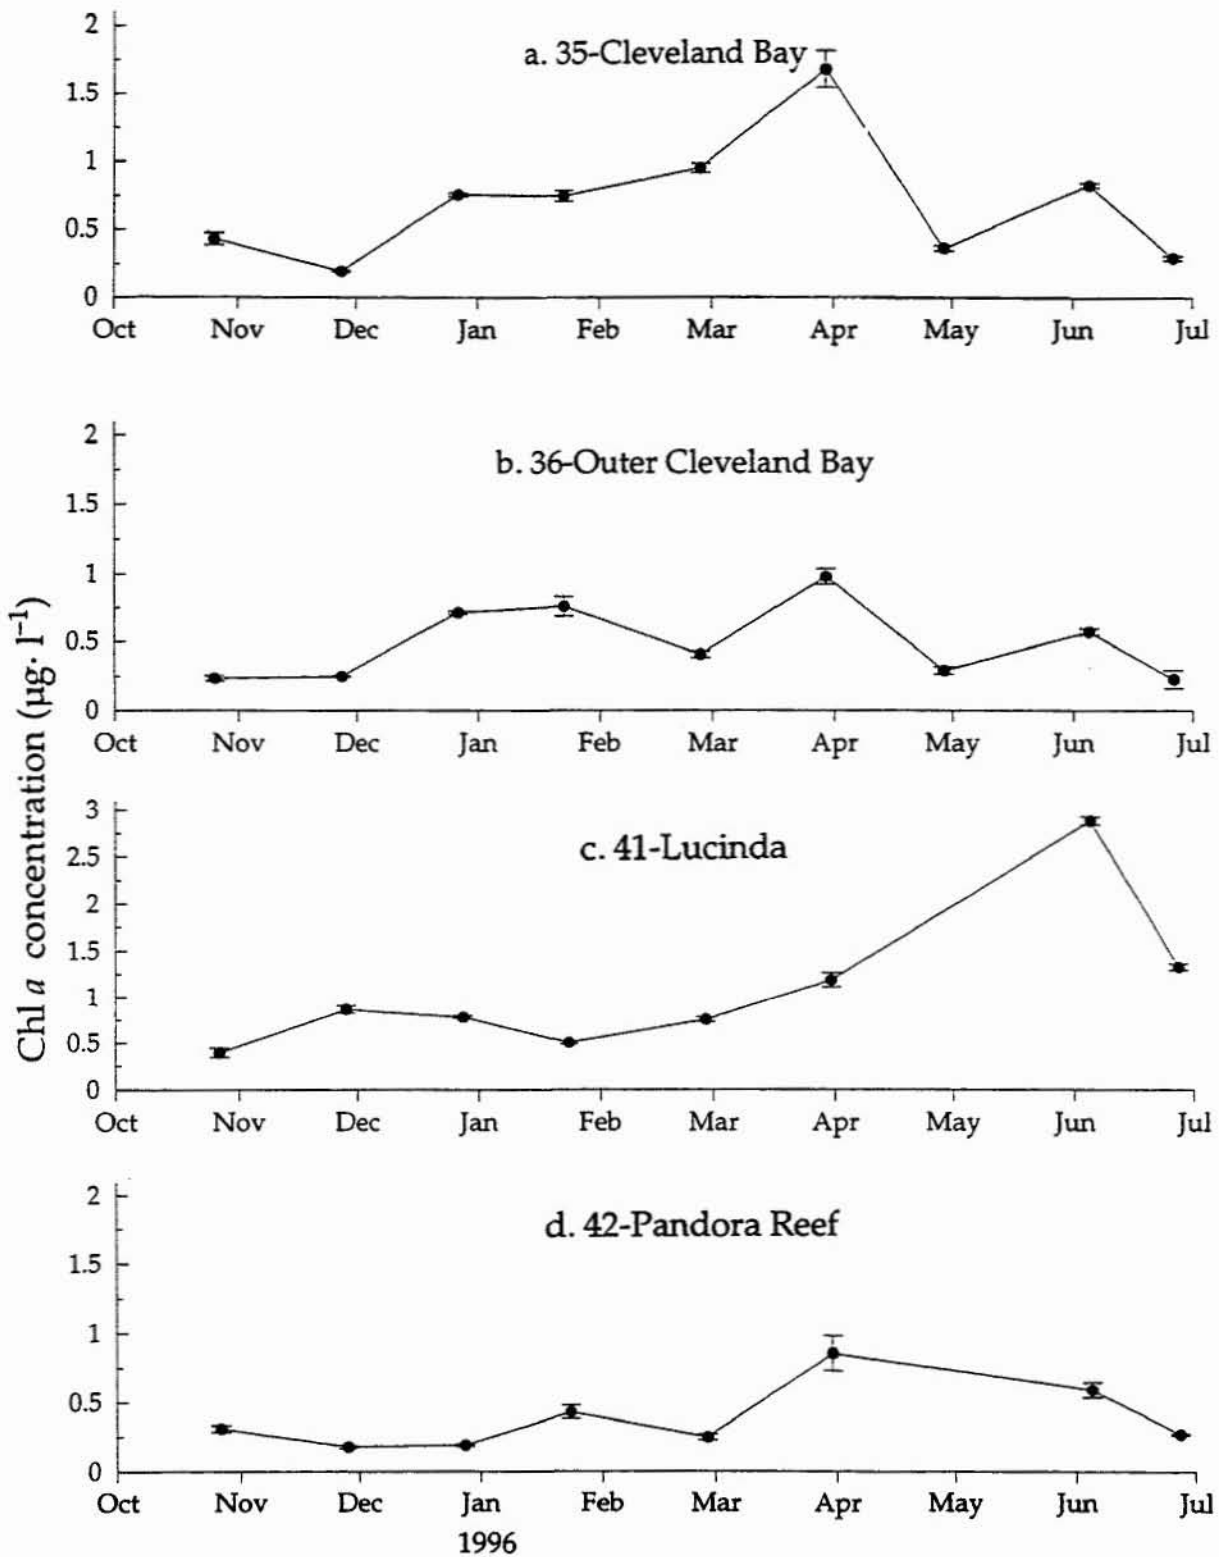 Chl a concentration (µg. l⁻¹)
a. 35-Cleveland Bay
2
1.5
1
0.5
0
Oct Nov Dec Jan Feb Mar Apr May Jun Jul
b. 36-Outer Cleveland Bay
2
1.5
1
0.5
0
Oct Nov Dec Jan Feb Mar Apr May Jun Jul
c. 41-Lucinda
3
2.5
2
1.5
1
0.5
0
Oct Nov Dec Jan Feb Mar Apr May Jun Jul
d. 42-Pandora Reef
2
1.5
1
0.5
0
Oct Nov Dec Jan Feb Mar Apr May Jun Jul
1996